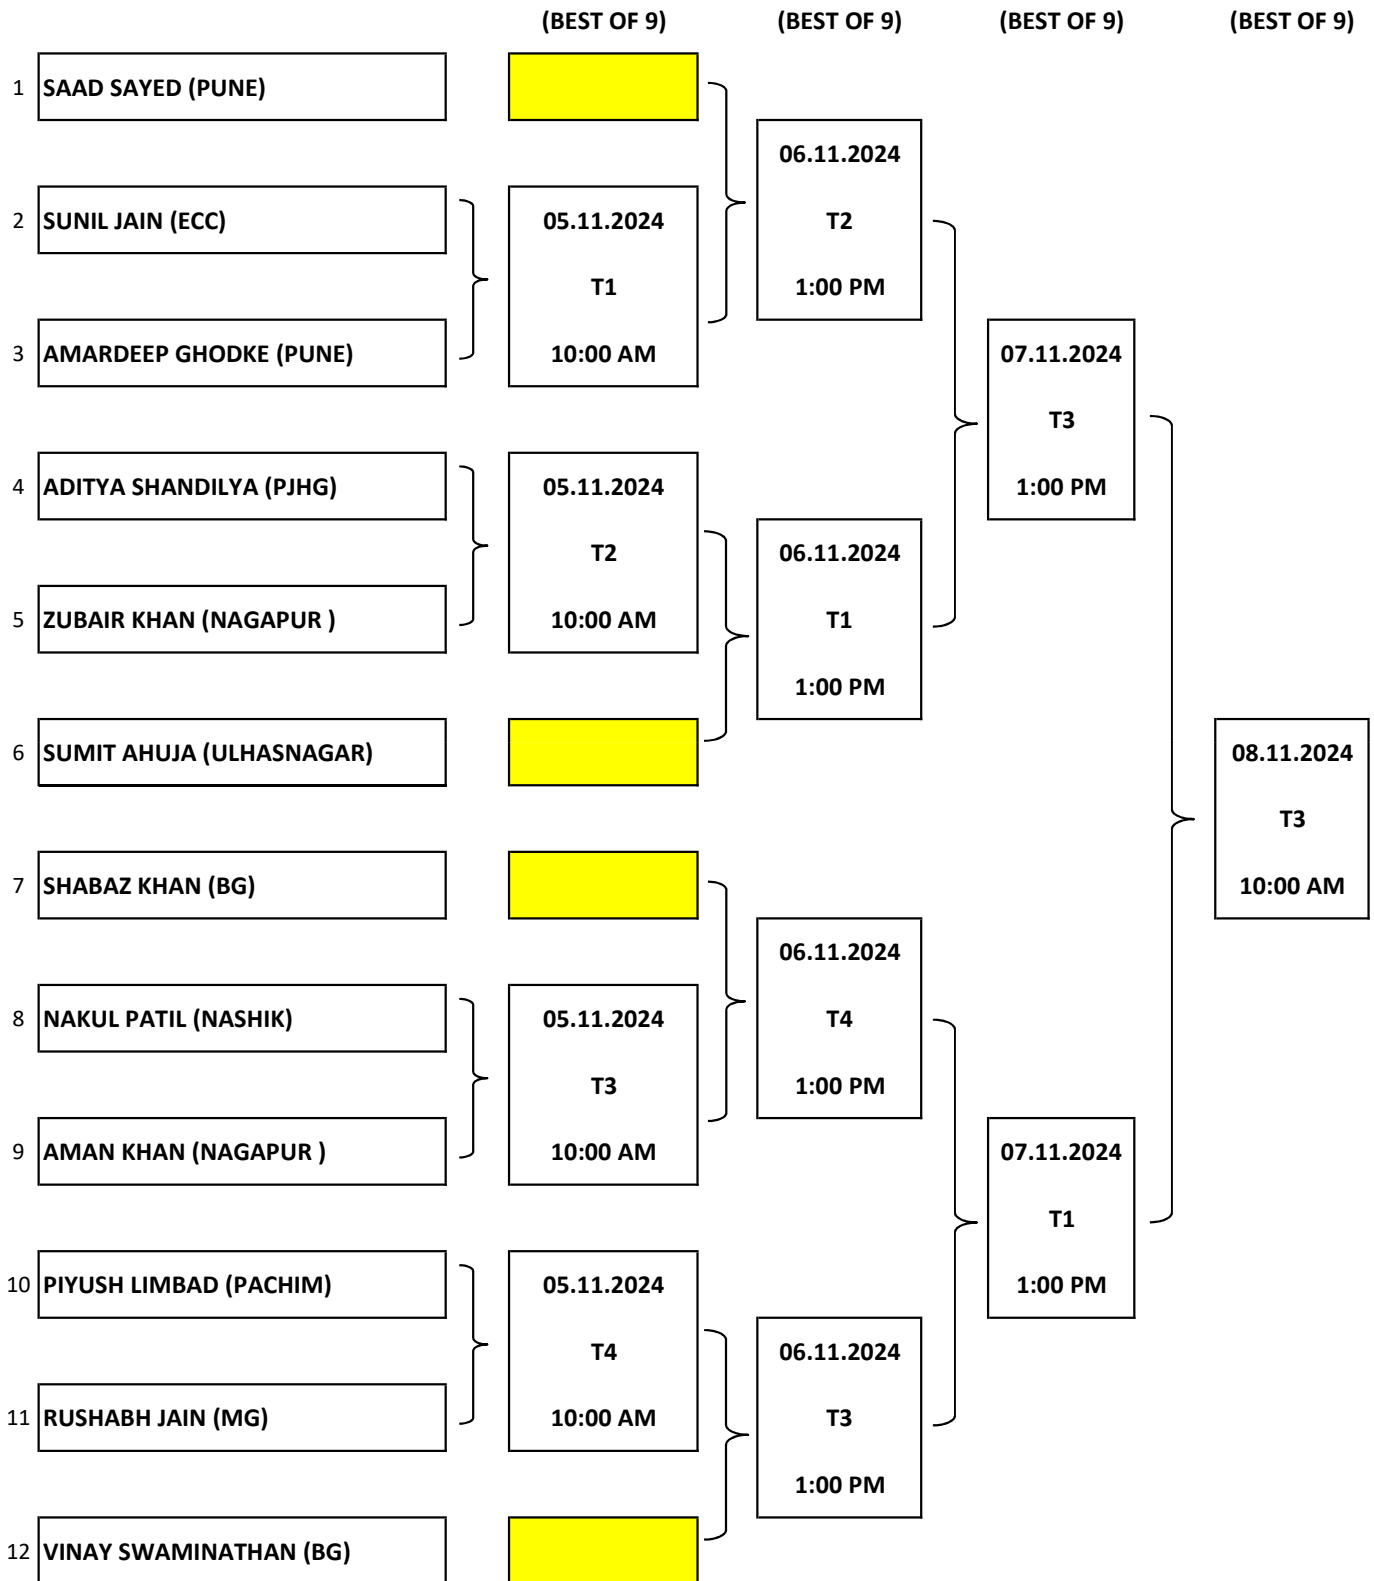 (BEST OF 9) (BEST OF 9) (BEST OF 9) (BEST OF 9)
1 SAAD SAYED (PUNE)
06.11.2024
2 SUNIL JAIN (ECC) 05.11.2024 T2
T1 1:00 PM
3 AMARDEEP GHODKE (PUNE) 10:00 AM 07.11.2024
T3
4 ADITYA SHANDILYA (PJHG) 05.11.2024 1:00 PM
T2 06.11.2024
5 ZUBAIR KHAN (NAGAPUR ) 10:00 AM T1
1:00 PM
6 SUMIT AHUJA (ULHASNAGAR) 08.11.2024
T3
7 SHABAZ KHAN (BG) 10:00 AM
06.11.2024
8 NAKUL PATIL (NASHIK) 05.11.2024 T4
T3 1:00 PM
9 AMAN KHAN (NAGAPUR ) 10:00 AM 07.11.2024
T1
10 PIYUSH LIMBAD (PACHIM) 05.11.2024 1:00 PM
T4 06.11.2024
11 RUSHABH JAIN (MG) 10:00 AM T3
1:00 PM
12 VINAY SWAMINATHAN (BG)